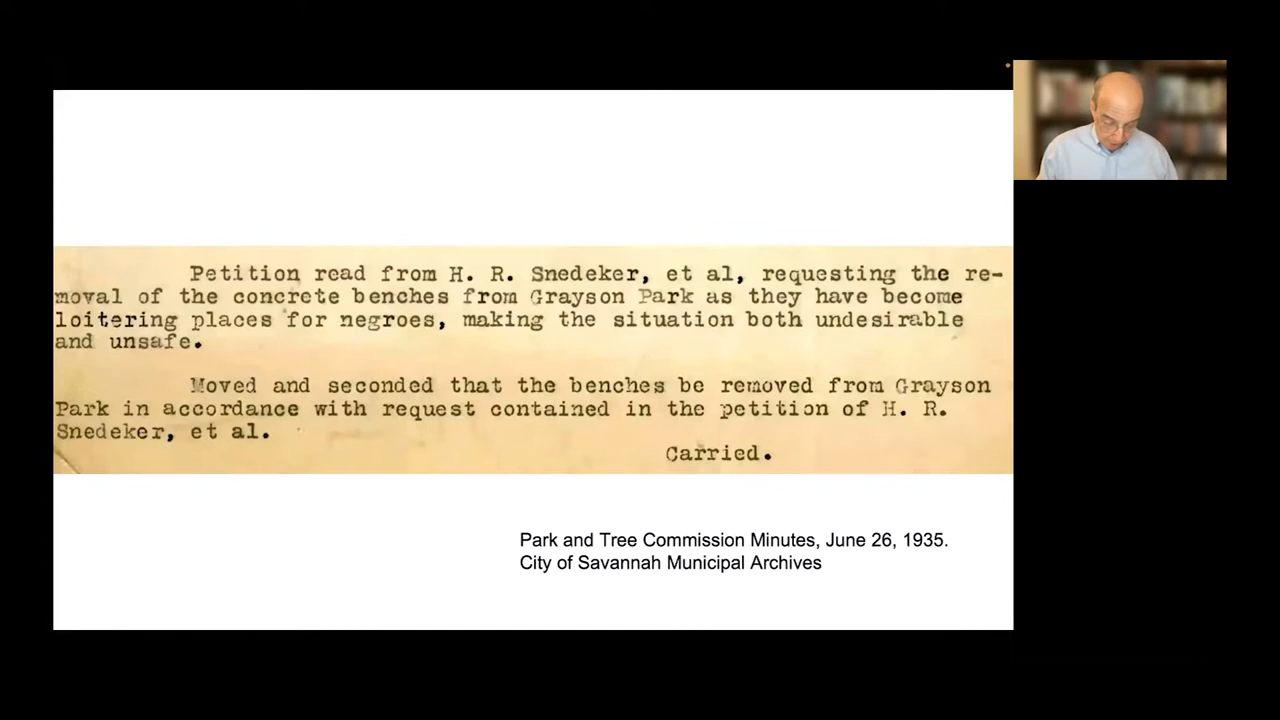 Petition read from H. R. Snedeker, et al, requesting the re-
moval of the concrete benches from Grayson Park as they have become
loitering places for negroes, making the situation both undesirable
and unsafe.
Moved and seconded that the benches be removed from Grayson
Park in accordance with request contained in the petition of H. R.
Snedeker, et al.
Carried.
Park and Tree Commission Minutes, June 26, 1935.
City of Savannah Municipal Archives